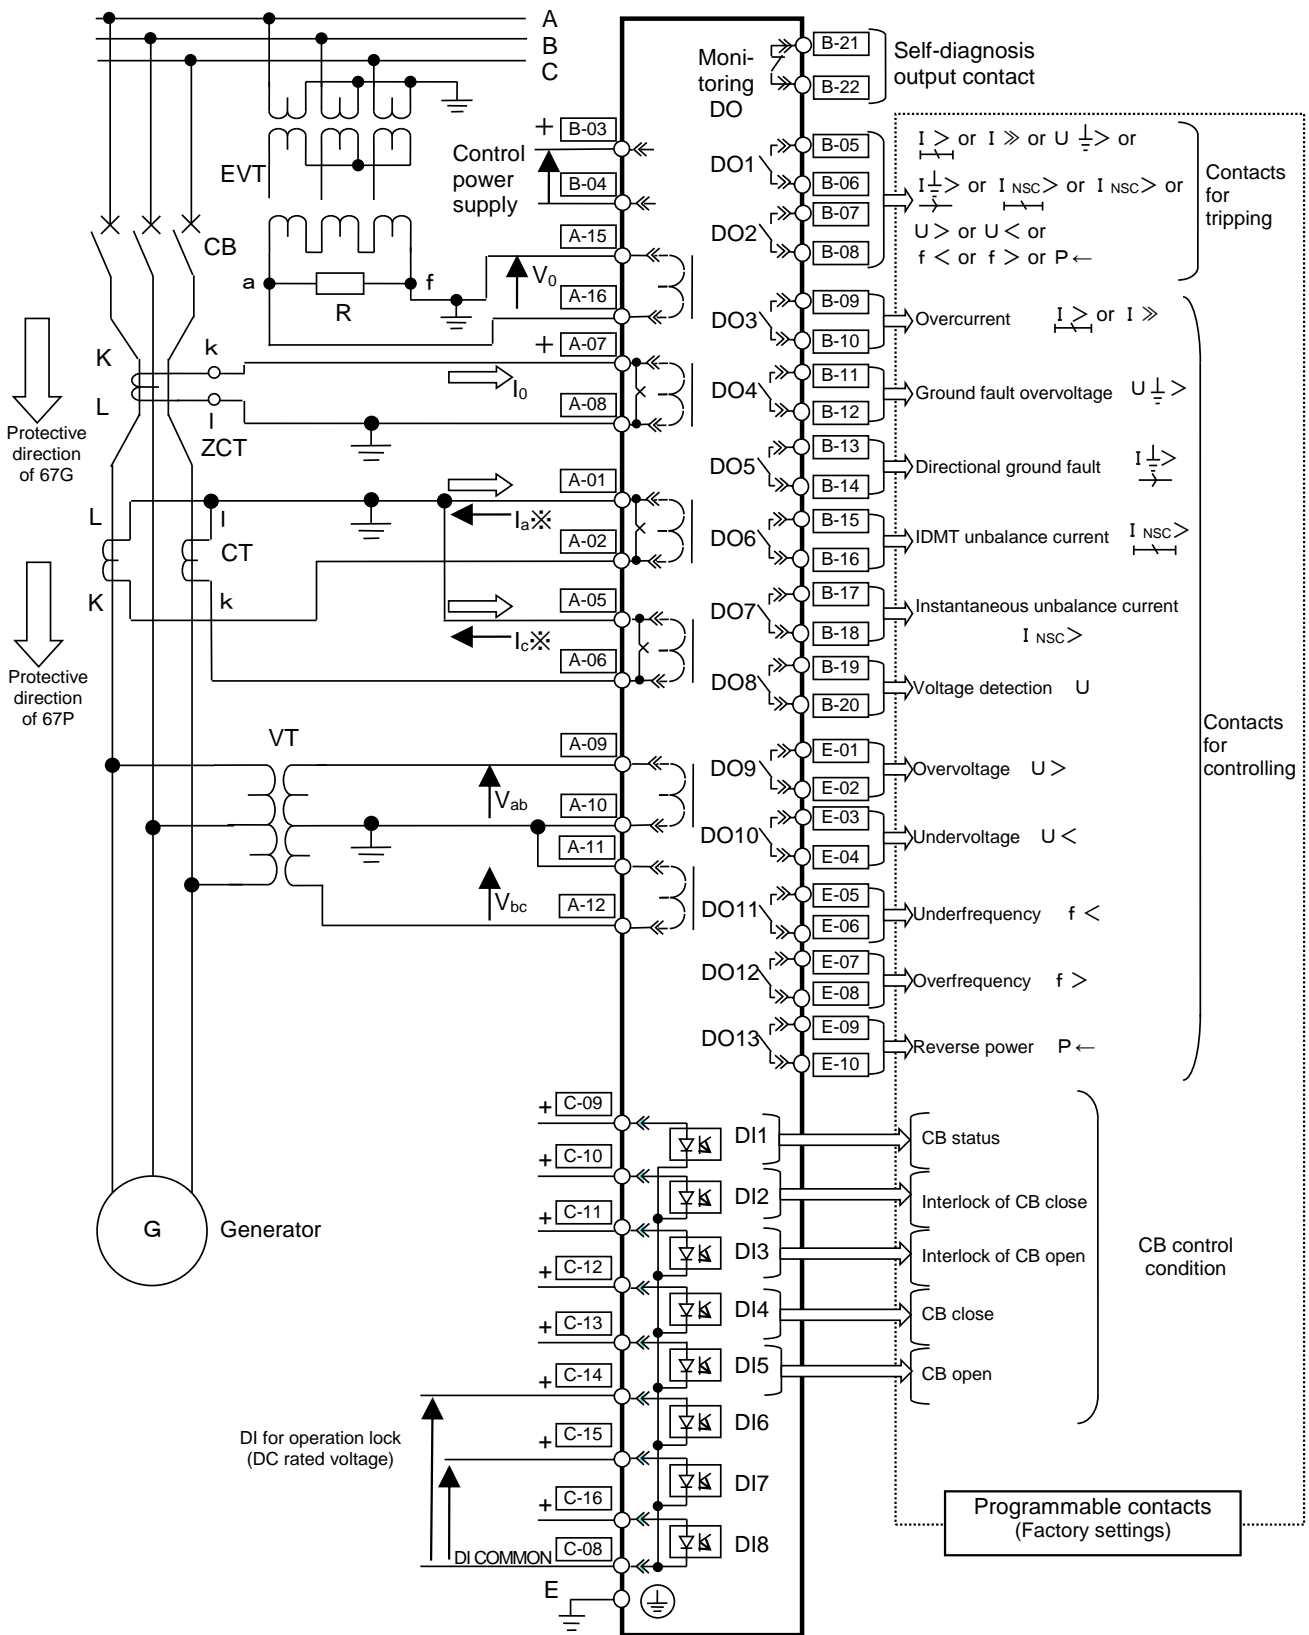 A
B
C
EVT
CB
a
f
R
K
k
L
l
ZCT
Protective
direction
of 67G
L
l
CT
K
k
Protective
direction
of 67P
VT
G
Generator
+ B-03
Control
power
supply
B-04
A-15
V0
A-16
+ A-07
I0
A-08
A-01
Ia※
A-02
A-05
Ic※
A-06
A-09
Vab
A-10
A-11
Vbc
A-12
+ C-09
+ C-10
+ C-11
+ C-12
+ C-13
+ C-14
+ C-15
+ C-16
DI for operation lock
(DC rated voltage)
DI COMMON C-08
E
Moni-
toring
DO
DO1
DO2
DO3
DO4
DO5
DO6
DO7
DO8
DO9
DO10
DO11
DO12
DO13
DI1
DI2
DI3
DI4
DI5
DI6
DI7
DI8
B-21
B-22
Self-diagnosis
output contact
B-05
B-06
B-07
B-08
I > or I ≫ or U ⏚> or
I ⏚> or I NSC> or I NSC> or
U> or U< or
f < or f > or P←
Contacts
for
tripping
B-09
B-10
Overcurrent I > or I ≫
B-11
B-12
Ground fault overvoltage U⏚>
B-13
B-14
Directional ground fault I⏚>
B-15
B-16
IDMT unbalance current I NSC>
B-17
B-18
Instantaneous unbalance current
I NSC>
B-19
B-20
Voltage detection U
E-01
E-02
Overvoltage U>
E-03
E-04
Undervoltage U<
E-05
E-06
Underfrequency f <
E-07
E-08
Overfrequency f >
E-09
E-10
Reverse power P←
Contacts
for
controlling
CB status
Interlock of CB close
Interlock of CB open
CB close
CB open
CB control
condition
Programmable contacts
(Factory settings)